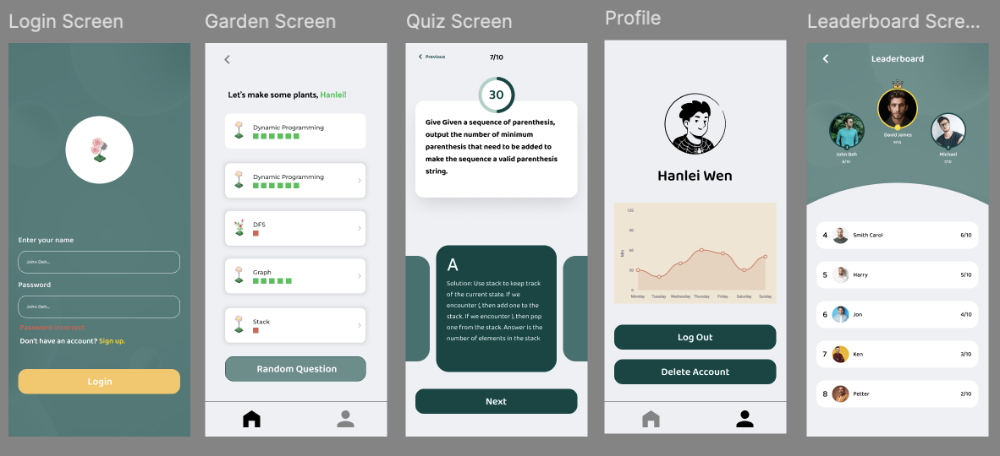 Login Screen
Enter your name
John Deh...
Password
John Deh...
Password incorrect
Don't have an account? Sign up.
Login
Garden Screen
Let's make some plants, Hanlei!
Dynamic Programming
Dynamic Programming
DFS
Graph
Stack
Random Question
Quiz Screen
Previous
7/10
30
Give Given a sequence of parenthesis,
output the number of minimum
parenthesis that need to be added to
make the sequence a valid parenthesis
string.
A
Solution: Use stack to keep track
of the current state. If we
encounter (, then add one to the
stack. If we encounter ), then pop
one from the stack. Answer is the
number of elements in the stack
Next
Profile
Hanlei Wen
120
90
60
30
0
Min
Monday Tuesday Wednesday Thursday Friday Saturday Sunday
Log Out
Delete Account
Leaderboard Scre...
Leaderboard
David James
9/10
John Deh
8/10
Michael
7/10
4 Smith Carol 6/10
5 Harry 5/10
6 Jon 4/10
7 Ken 3/10
8 Petter 2/10